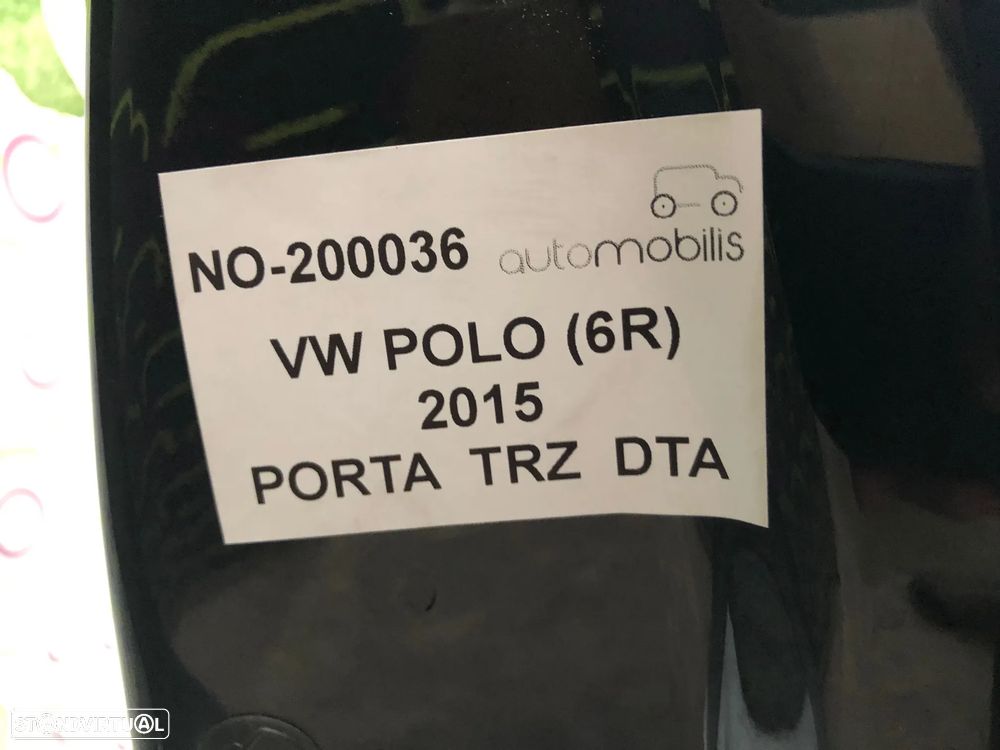 NO-200036 automobilis
VW POLO (6R)
2015
PORTA TRZ DTA
STANDVIRTUAL